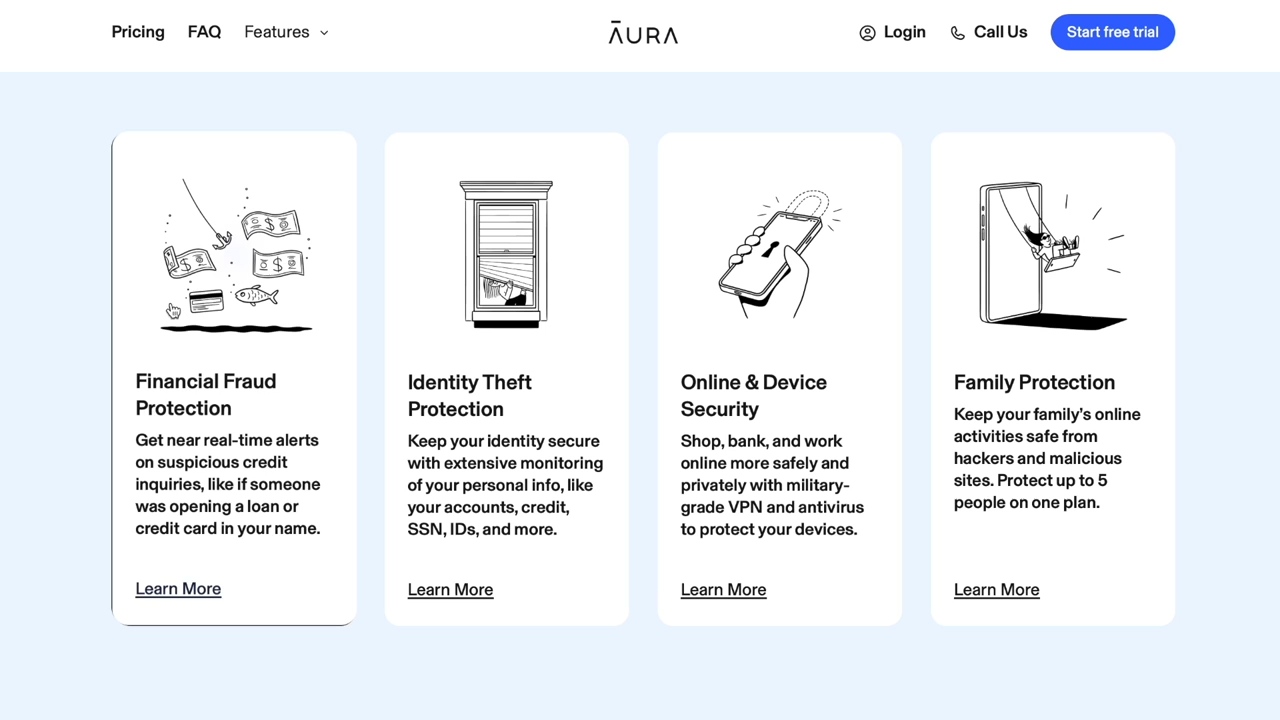 Pricing FAQ Features ĀURA Login Call Us Start free trial
Financial Fraud
Protection
Get near real-time alerts
on suspicious credit
inquiries, like if someone
was opening a loan or
credit card in your name.
Learn More
Identity Theft
Protection
Keep your identity secure
with extensive monitoring
of your personal info, like
your accounts, credit,
SSN, IDs, and more.
Learn More
Online & Device
Security
Shop, bank, and work
online more safely and
privately with military-
grade VPN and antivirus
to protect your devices.
Learn More
Family Protection
Keep your family’s online
activities safe from
hackers and malicious
sites. Protect up to 5
people on one plan.
Learn More